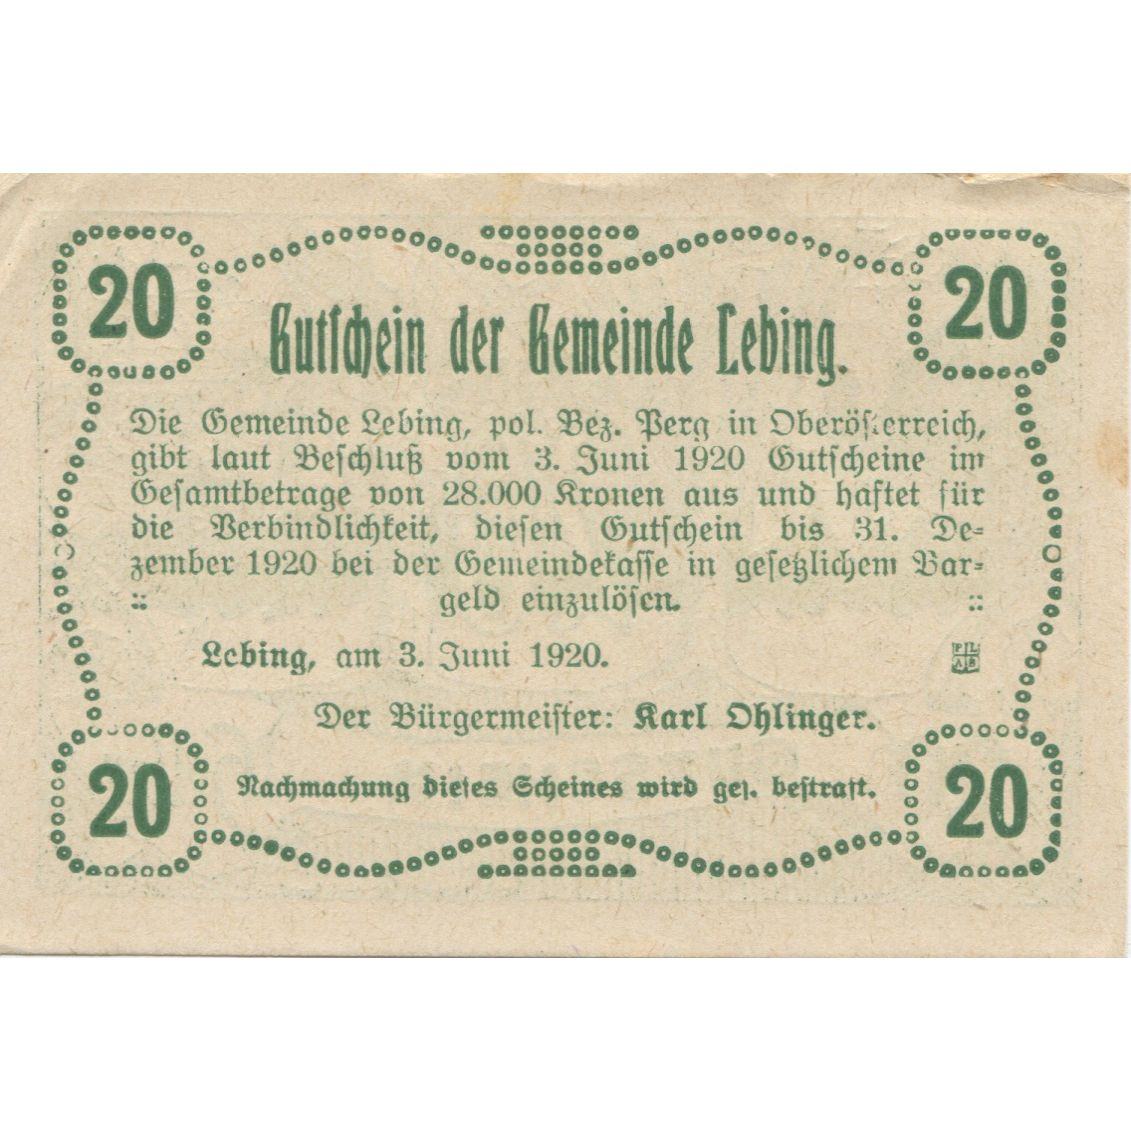 20 20
Gutschein der Gemeinde Lebing.
Die Gemeinde Lebing, pol. Bez. Perg in Oberösterreich,
gibt laut Beschluß vom 3. Juni 1920 Gutscheine im
Gesamtbetrage von 28.000 Kronen aus und haftet für
die Verbindlichkeit, diesen Gutschein bis 31. De-
zember 1920 bei der Gemeindekasse in gesetzlichem Bar-
:: geld einzulösen. ::
Lebing, am 3. Juni 1920.
P L A B
Der Bürgermeister: Karl Ohlinger.
20 20
Nachmachung dieses Scheines wird ges. bestraft.